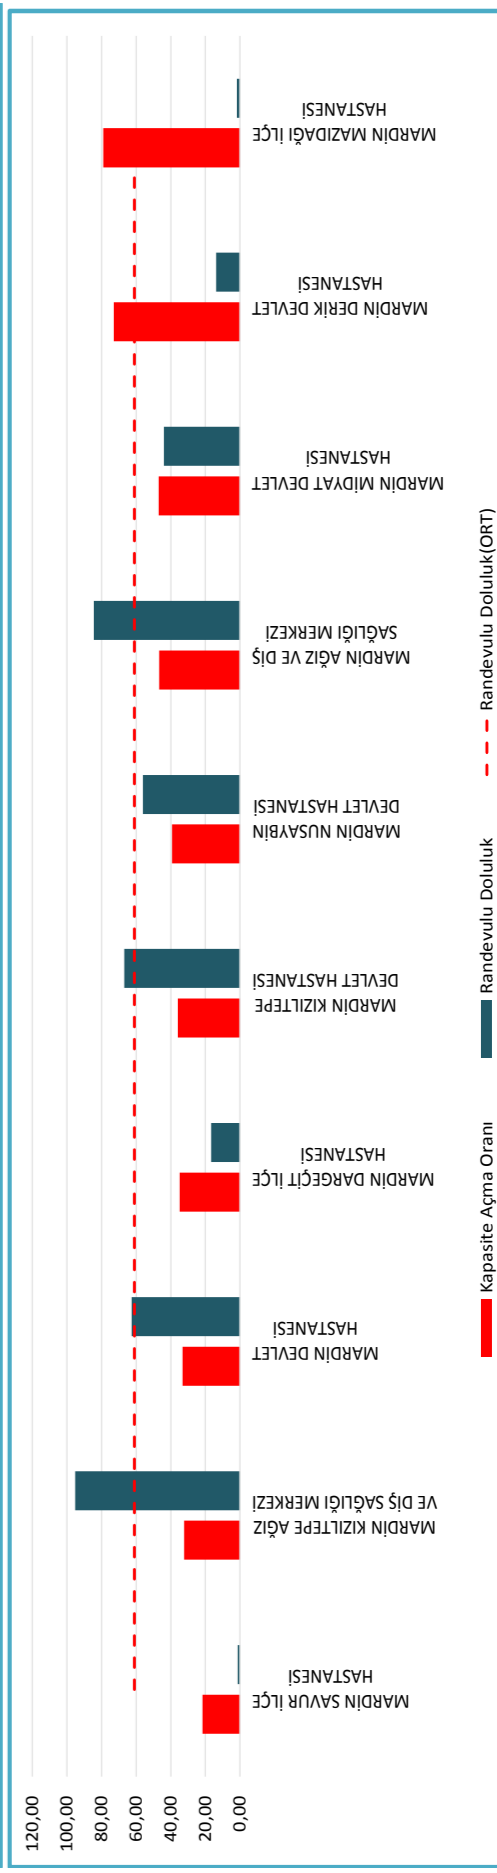 120,00
100,00
80,00
60,00
40,00
20,00
0,00
MARDİN SAVUR İLÇE
HASTANESİ
MARDİN KIZILTEPE AĞIZ
VE DİŞ SAĞLIĞI MERKEZİ
MARDİN DEVLET
HASTANESİ
MARDİN DARGEÇİT İLÇE
HASTANESİ
MARDİN KIZILTEPE
DEVLET HASTANESİ
MARDİN NUSAYBİN
DEVLET HASTANESİ
MARDİN AĞIZ VE DİŞ
SAĞLIĞI MERKEZİ
MARDİN MİDYAT DEVLET
HASTANESİ
MARDİN DERİK DEVLET
HASTANESİ
MARDİN MAZIDAĞI İLÇE
HASTANESİ
Kapasite Açma Oranı
Randevulu Doluluk
Randevulu Doluluk(ORT)